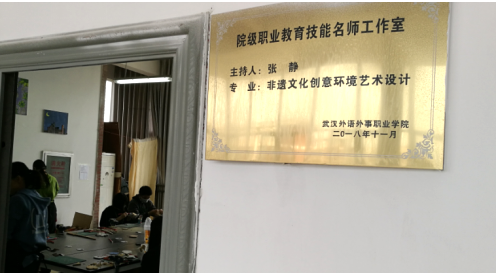 院级职业教育技能名师工作室
主持人：张 静
专 业：非遗文化创意环境艺术设计
武汉外语外事职业学院
二〇一八年十一月